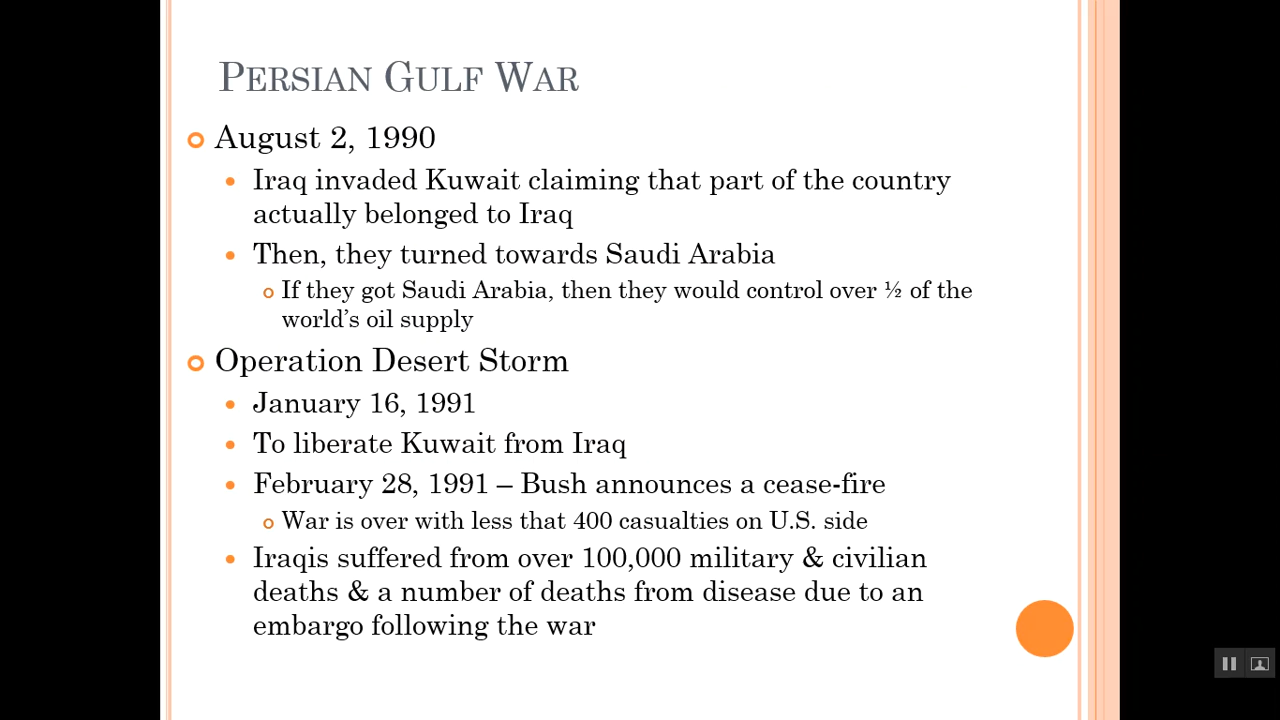 Persian Gulf War
August 2, 1990
Iraq invaded Kuwait claiming that part of the country
actually belonged to Iraq
Then, they turned towards Saudi Arabia
If they got Saudi Arabia, then they would control over ½ of the
world's oil supply
Operation Desert Storm
January 16, 1991
To liberate Kuwait from Iraq
February 28, 1991 – Bush announces a cease-fire
War is over with less that 400 casualties on U.S. side
Iraqis suffered from over 100,000 military & civilian
deaths & a number of deaths from disease due to an
embargo following the war